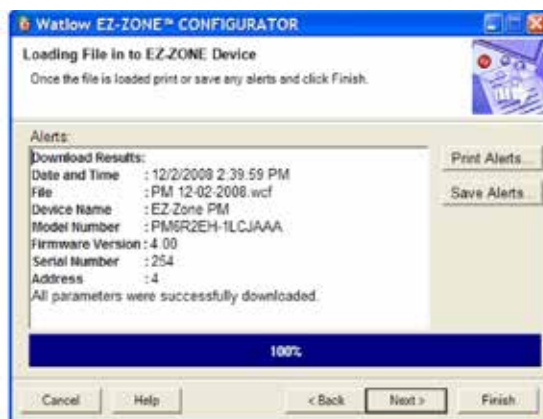 Watlow EZ-ZONE™ CONFIGURATOR
Loading File in to EZ-ZONE Device
Once the file is loaded print or save any alerts and click Finish.
Alerts:
Download Results:
Date and Time : 12/2/2008 2:39:59 PM
File : PM 12-02-2008.wcf
Device Name : EZ-Zone PM
Model Number : PM6R2EH-1LCJAAA
Firmware Version : 4.00
Serial Number : 254
Address : 4
All parameters were successfully downloaded.
Print Alerts...
Save Alerts...
100%
Cancel Help < Back Next > Finish